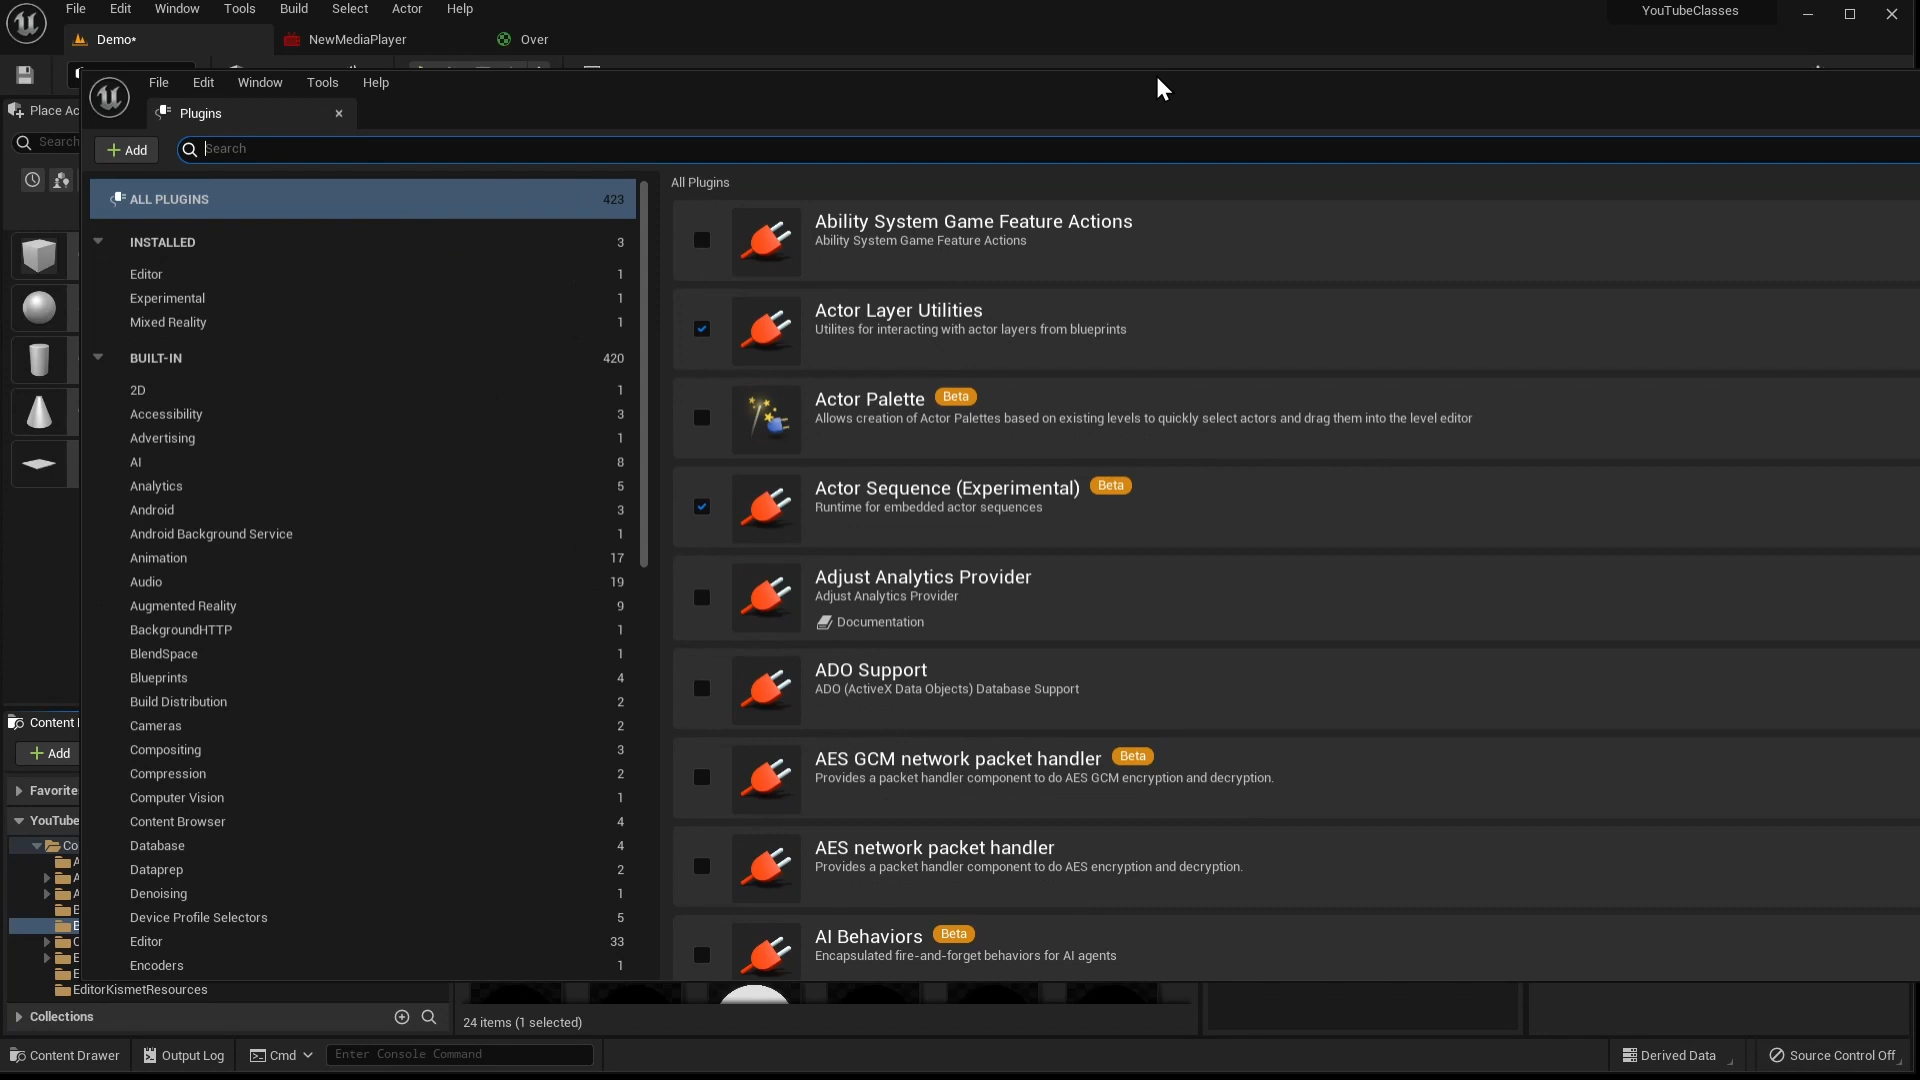 File Edit Window Tools Build Select Actor Help
YouTubeClasses
Demo*
NewMediaPlayer
Over
File Edit Window Tools Help
Plugins
Place Ac
Search
Add
Search
ALL PLUGINS 423
INSTALLED 3
Editor 1
Experimental 1
Mixed Reality 1
BUILT-IN 420
2D 1
Accessibility 3
Advertising 1
AI 8
Analytics 5
Android 3
Android Background Service 1
Animation 17
Audio 19
Augmented Reality 9
BackgroundHTTP 1
BlendSpace 1
Blueprints 4
Build Distribution 2
Cameras 2
Compositing 3
Compression 2
Computer Vision 1
Content Browser 4
Database 4
Dataprep 2
Denoising 1
Device Profile Selectors 5
Editor 33
Encoders 1
All Plugins
Ability System Game Feature Actions
Ability System Game Feature Actions
Actor Layer Utilities
Utilites for interacting with actor layers from blueprints
Actor Palette Beta
Allows creation of Actor Palettes based on existing levels to quickly select actors and drag them into the level editor
Actor Sequence (Experimental) Beta
Runtime for embedded actor sequences
Adjust Analytics Provider
Adjust Analytics Provider
Documentation
ADO Support
ADO (ActiveX Data Objects) Database Support
AES GCM network packet handler Beta
Provides a packet handler component to do AES GCM encryption and decryption.
AES network packet handler
Provides a packet handler component to do AES encryption and decryption.
AI Behaviors Beta
Encapsulated fire-and-forget behaviors for AI agents
Content
Add
Favorite
YouTube
Co
EditorKismetResources
Collections
24 items (1 selected)
Content Drawer
Output Log
Cmd
Enter Console Command
Derived Data
Source Control Off